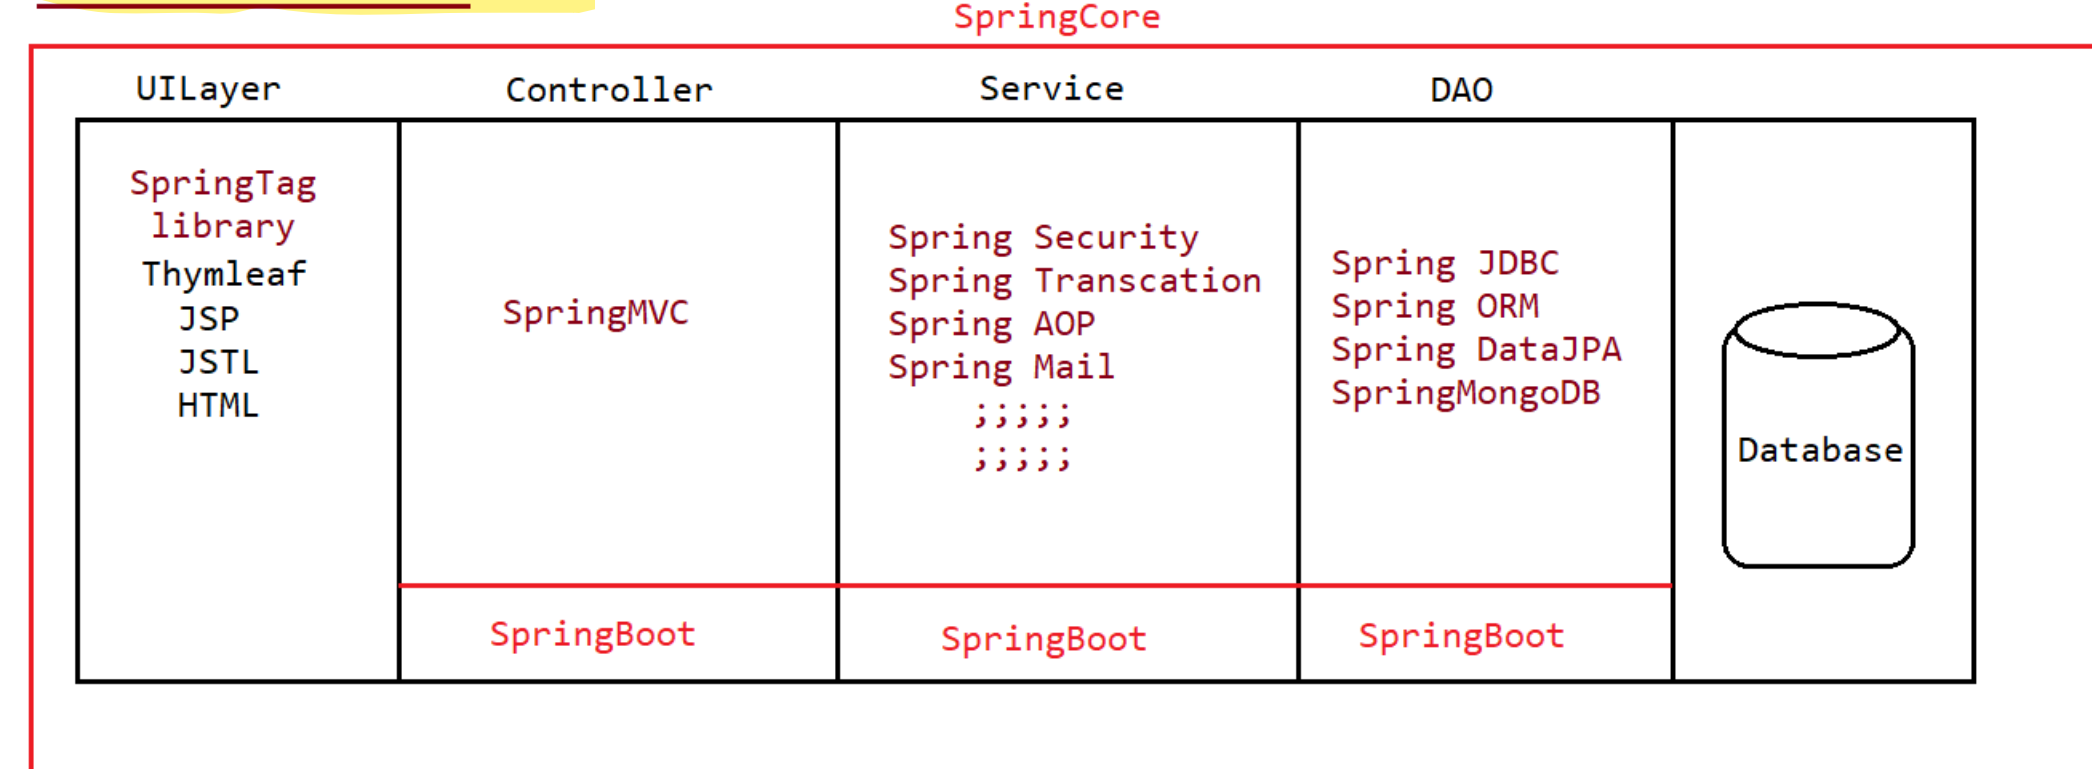 SpringCore
UILayer
Controller
Service
DAO
SpringTag
library
Thymleaf
JSP
JSTL
HTML
SpringMVC
Spring Security
Spring Transcation
Spring AOP
Spring Mail
;;;;;
;;;;;
Spring JDBC
Spring ORM
Spring DataJPA
SpringMongoDB
Database
SpringBoot
SpringBoot
SpringBoot